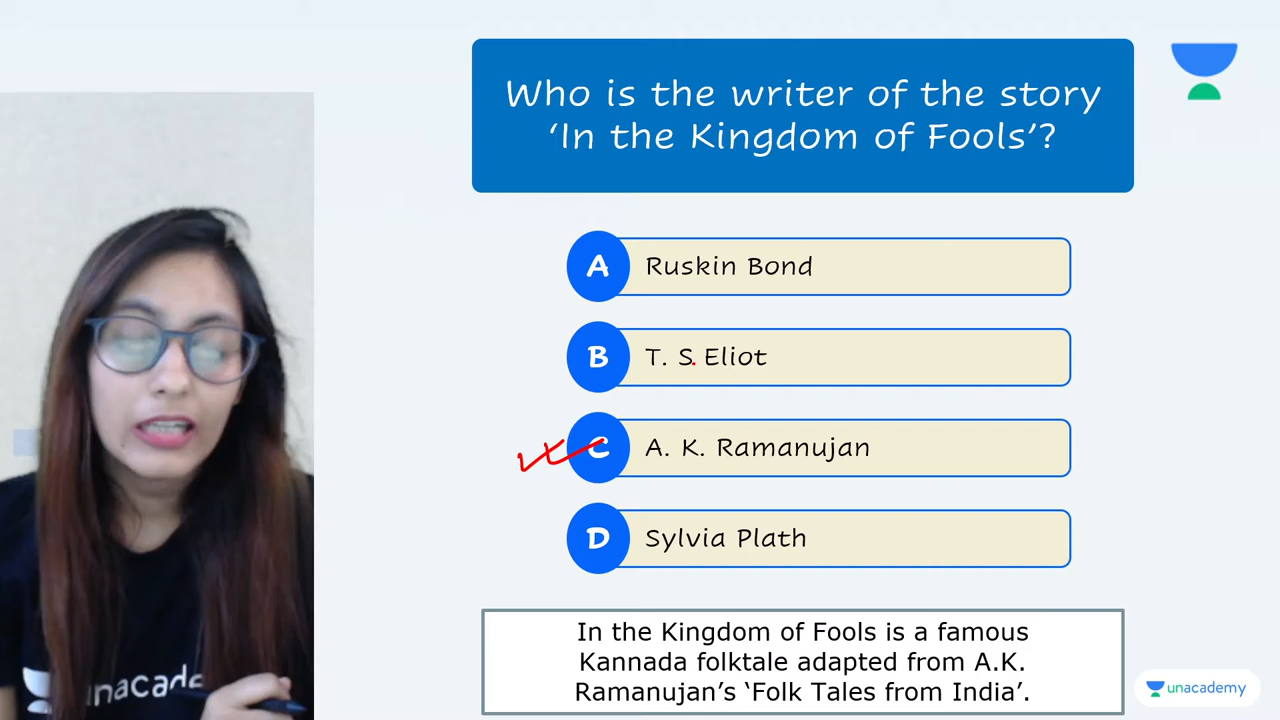 Who is the writer of the story
‘In the Kingdom of Fools’?
A Ruskin Bond
B T. S. Eliot
C A. K. Ramanujan
D Sylvia Plath
In the Kingdom of Fools is a famous
Kannada folktale adapted from A.K.
Ramanujan’s ‘Folk Tales from India’.
unacademy
unacade